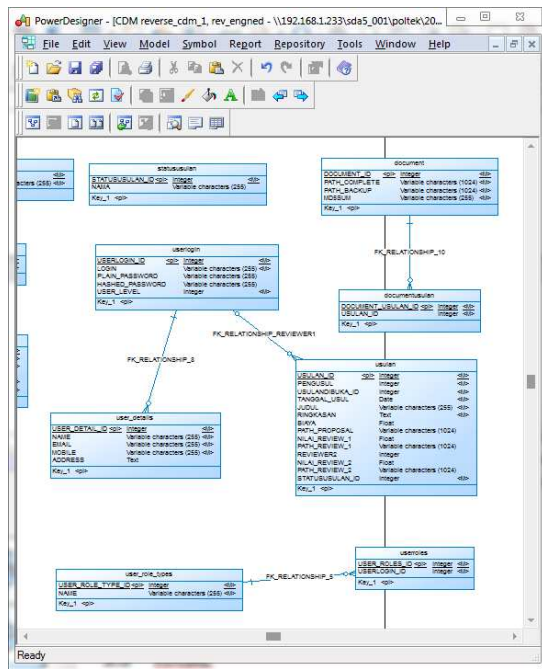 PowerDesigner - [CDM reverse_cdm_1, rev_engned - \\192.168.1.233\sda5_001\poltek\20...
File Edit View Model Symbol Report Repository Tools Window Help
acters (255) <M>
statususulan
STATUSUSULAN_ID <pi> Integer <M>
NAMA Variable characters (255)
Key_1 <pi>
document
DOCUMENT_ID <pi> Integer <M>
PATH_COMPLETE Variable characters (1024) <M>
PATH_BACKUP Variable characters (1024) <M>
MD5SUM Variable characters (255) <M>
Key_1 <pi>
FK_RELATIONSHIP_10
userlogin
USERLOGIN_ID <pi> Integer <M>
LOGIN Variable characters (255) <M>
PLAIN_PASSWORD Variable characters (255)
HASHED_PASSWORD Variable characters (255)
USER_LEVEL Integer <M>
Key_1 <pi>
documentusulan
DOCUMENT_USULAN_ID <pi> Integer <M>
USULAN_ID Integer <M>
Key_1 <pi>
FK_RELATIONSHIP_REVIEWER1
FK_RELATIONSHIP_8
usulan
USULAN_ID <pi> Integer <M>
PENGUSUL Integer <M>
USULANDIBUKA_ID Integer <M>
TANGGAL_USUL Date <M>
JUDUL Variable characters (255) <M>
RINGKASAN Text <M>
BIAYA Float
PATH_PROPOSAL Variable characters (1024)
NILAI_REVIEW_1 Float
PATH_REVIEW_1 Variable characters (1024)
REVIEWER2 Integer
NILAI_REVIEW_2 Float
PATH_REVIEW_2 Variable characters (1024)
STATUSUSULAN_ID Integer <M>
Key_1 <pi>
user_details
USER_DETAIL_ID <pi> Integer <M>
NAME Variable characters (255) <M>
EMAIL Variable characters (255) <M>
MOBILE Variable characters (255) <M>
ADDRESS Text
Key_1 <pi>
userroles
USER_ROLES_ID <pi> Integer <M>
USERLOGIN_ID Integer <M>
Key_1 <pi>
user_role_types
USER_ROLE_TYPE_ID <pi> Integer <M>
NAME Variable characters (255) <M>
Key_1 <pi>
FK_RELATIONSHIP_5
Ready